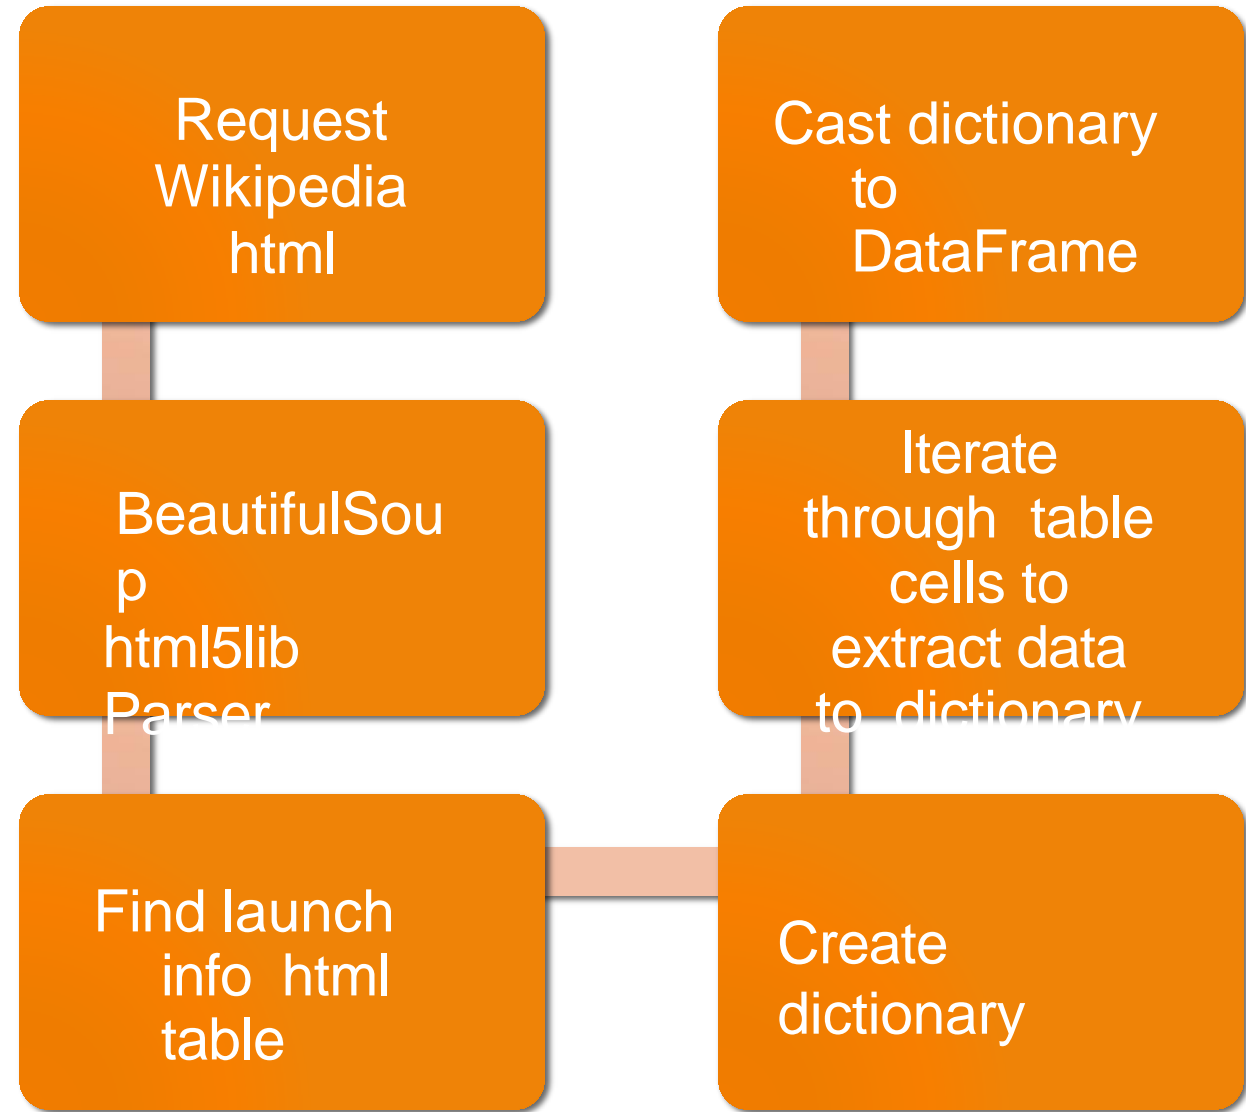 Request
Wikipedia
html
BeautifulSou
p
html5lib
Parser
Find launch
info html
table
Create
dictionary
Iterate
through table
cells to
extract data
to dictionary
Cast dictionary
to
DataFrame